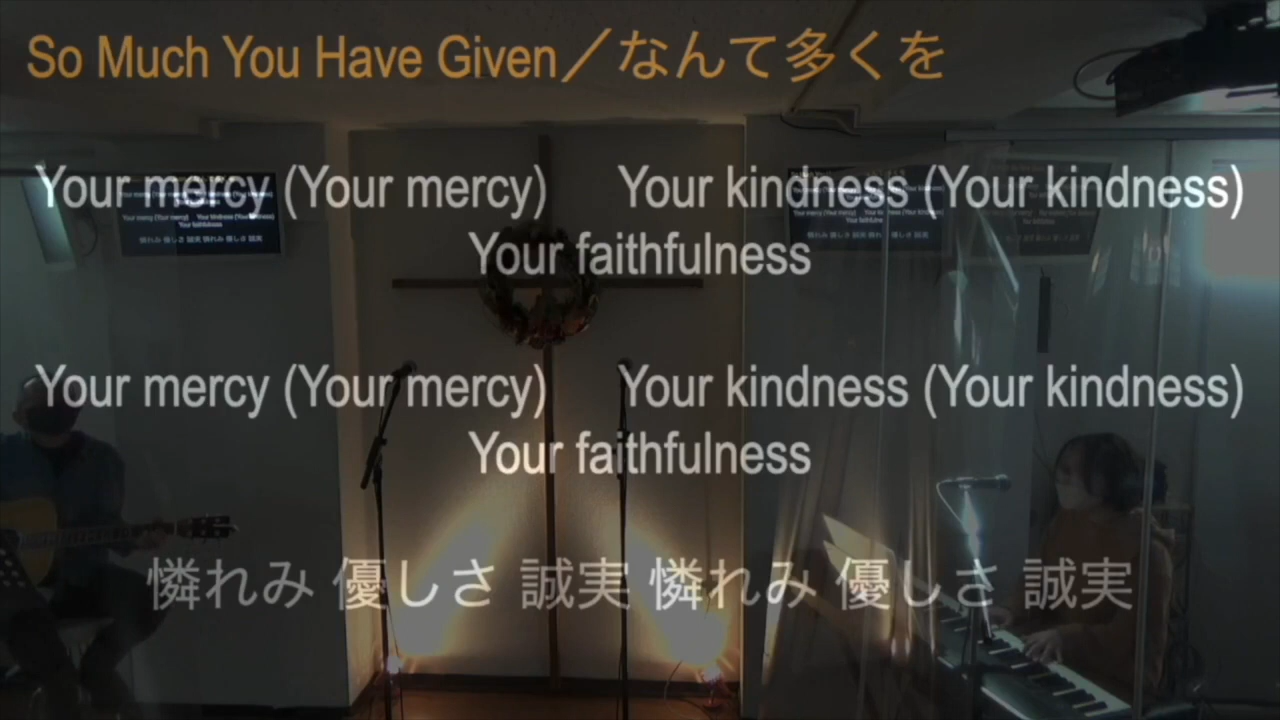 So Much You Have Given／なんて多くを
Your mercy (Your mercy) Your kindness (Your kindness)
Your faithfulness
Your mercy (Your mercy) Your kindness (Your kindness)
Your faithfulness
憐れみ 優しさ 誠実 憐れみ 優しさ 誠実